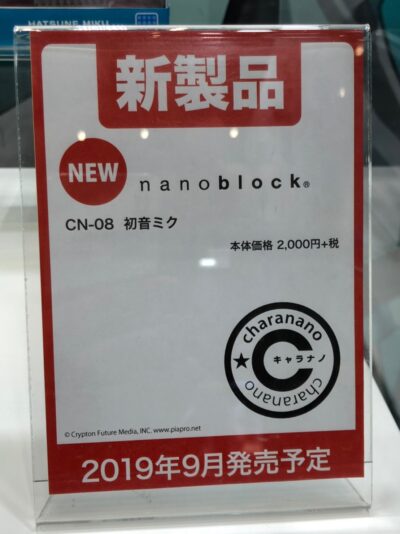 HATSUNE MIKU
新製品
NEW
nanoblock®
CN-08 初音ミク
本体価格 2,000円+税
charanano
キャラナノ
charanano
© Crypton Future Media, INC. www.piapro.net
2019年9月発売予定